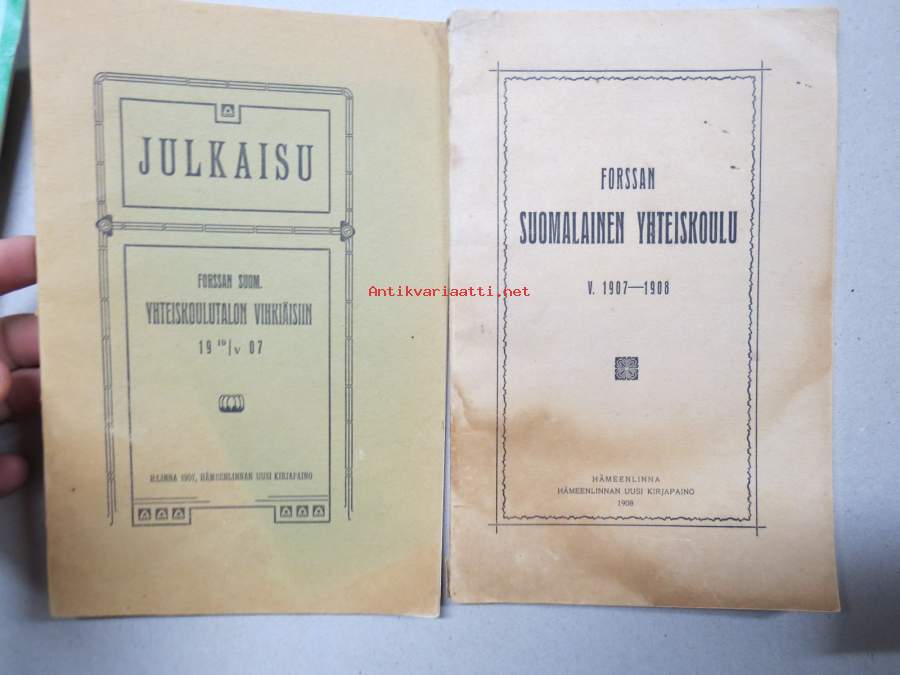 JULKAISU
FORSSAN SUOM.
YHTEISKOULUTALON VIHKIÄISIIN
19 19/V 07
H:LINNA 1907, HÄMEENLINNAN UUSI KIRJAPAINO
FORSSAN
SUOMALAINEN YHTEISKOULU
V. 1907—1908
HÄMEENLINNA
HÄMEENLINNAN UUSI KIRJAPAINO
1908
Antikvariaatti.net